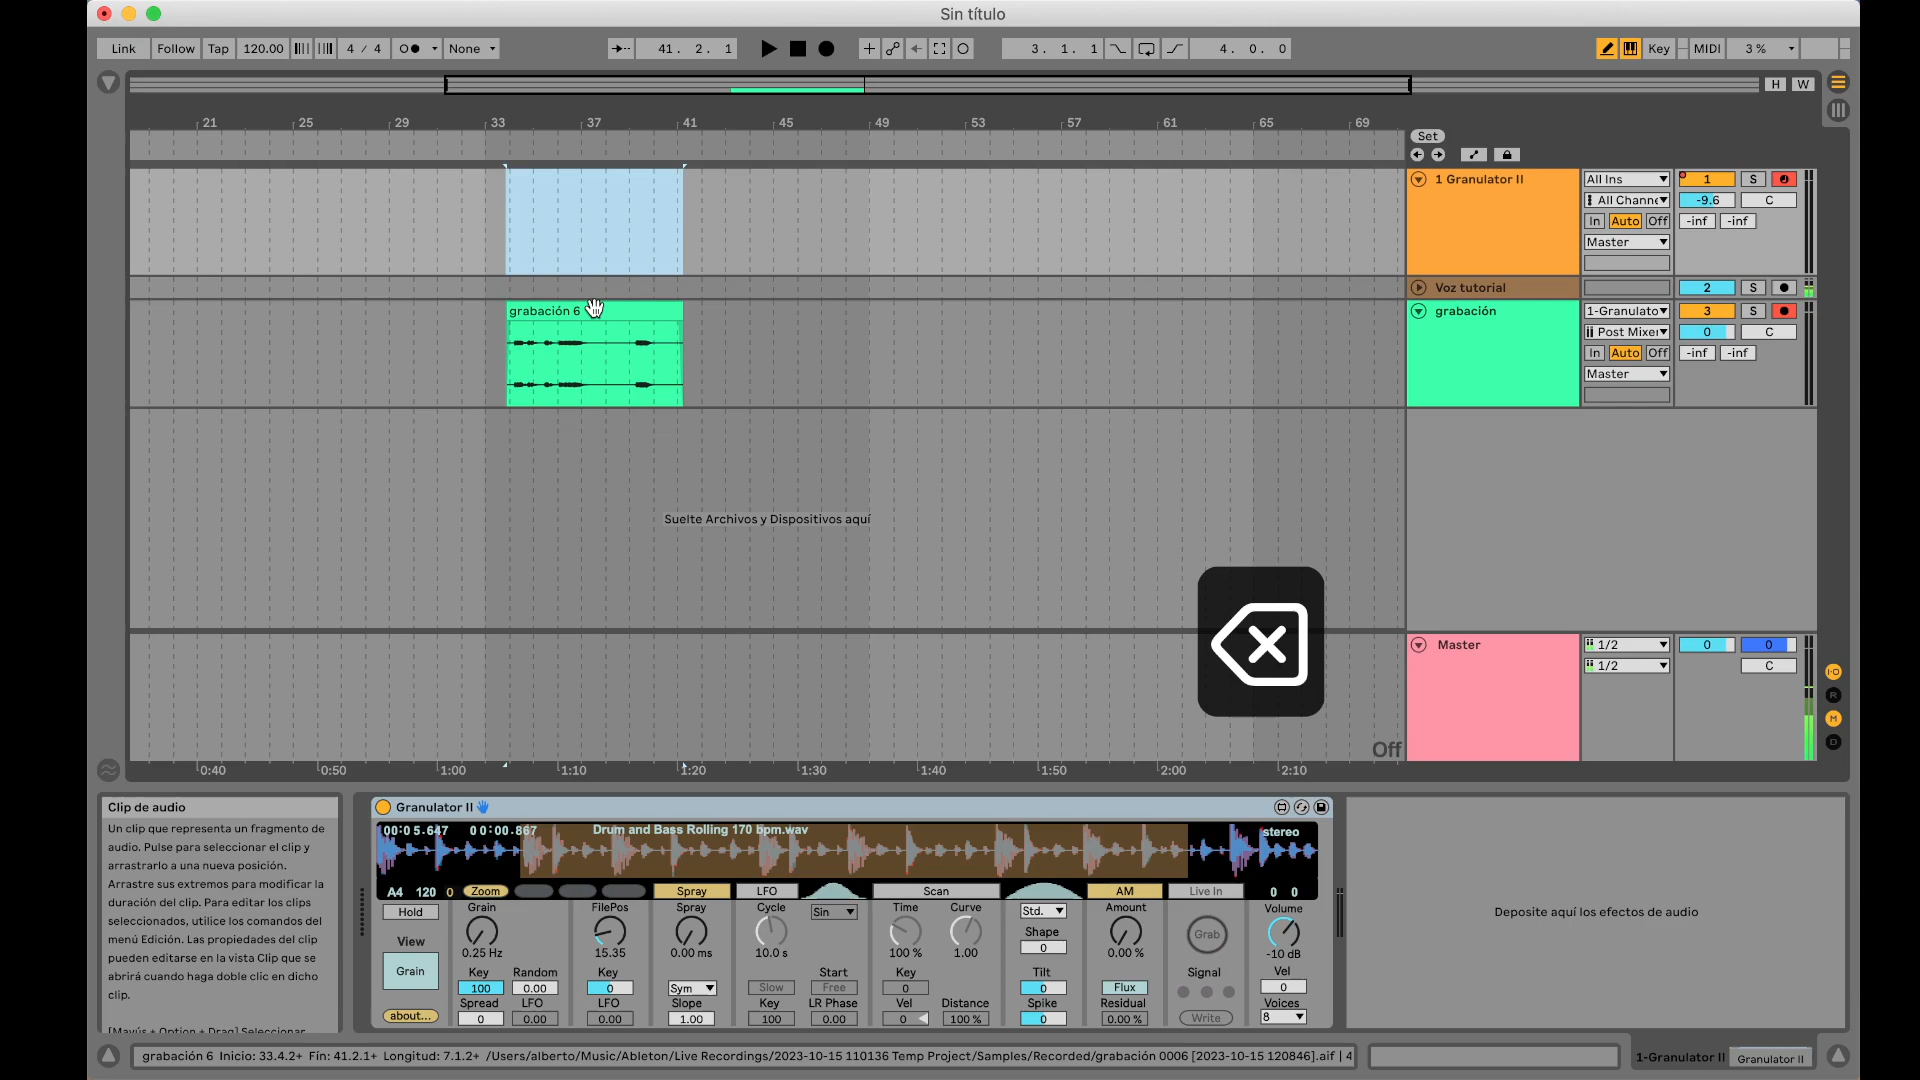 Sin título
Link Follow Tap 120.00 4 / 4 None 41. 2. 1 3. 1. 1 4. 0. 0 Key MIDI 3 %
H W
21 25 29 33 37 41 45 49 53 57 61 65 69
Set
1 Granulator II All Ins 1 S
All Channe -9.6 C
In Auto Off -inf -inf
Master
Voz tutorial 2 S
grabación 6
grabación 1-Granulato 3 S
Post Mixer 0 C
In Auto Off -inf -inf
Master
Suelte Archivos y Dispositivos aquí
Master 1/2 0 0
1/2 C
I·O
R
M
D
Off
0:40 0:50 1:00 1:10 1:20 1:30 1:40 1:50 2:00 2:10
Clip de audio
Un clip que representa un fragmento de
audio. Pulse para seleccionar el clip y
arrastrarlo a una nueva posición.
Arrastre sus extremos para modificar la
duración del clip. Para editar los clips
seleccionados, utilice los comandos del
menú Edición. Las propiedades del clip
pueden editarse en la vista Clip que se
abrirá cuando haga doble clic en dicho
clip.
[Mayús + Option + Drag] Seleccionar
Granulator II
00:05.647 00:00.867 Drum and Bass Rolling 170 bpm.wav stereo
A4 120 0 Zoom Spray LFO Scan AM Live In 0 0
Hold Grain FilePos Spray Cycle Sin Time Curve Std. Amount Volume
View Shape Grab
0.25 Hz 15.35 0.00 ms 10.0 s 100 % 1.00 0 0.00 % -10 dB
Grain Key Random Key Start Key Tilt Signal Vel
100 0.00 0 Sym Slow Free 0 0 Flux 0
Spread LFO LFO Slope Key LR Phase Vel Distance Spike Residual Voices
about... 0 0.00 0.00 1.00 100 0.00 0 100 % 0 0.00 % Write 8
Deposite aquí los efectos de audio
grabación 6 Inicio: 33.4.2+ Fín: 41.2.1+ Longitud: 7.1.2+ /Users/alberto/Music/Ableton/Live Recordings/2023-10-15 110136 Temp Project/Samples/Recorded/grabación 0006 [2023-10-15 120846].aif | 4
1-Granulator II Granulator II